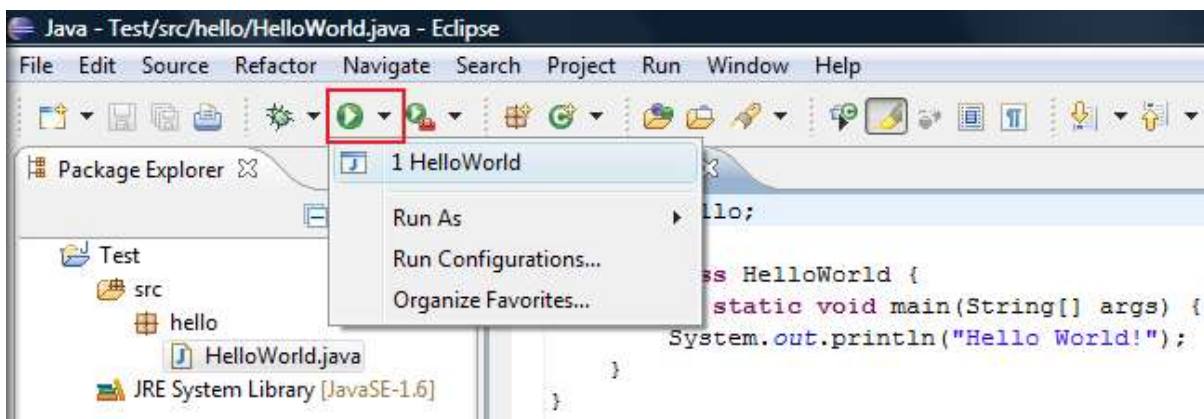 Java - Test/src/hello/HelloWorld.java - Eclipse
File Edit Source Refactor Navigate Search Project Run Window Help
Package Explorer
1 HelloWorld
Run As
Run Configurations...
Organize Favorites...
Test
src
hello
HelloWorld.java
JRE System Library [JavaSE-1.6]
llo;
ss HelloWorld {
static void main(String[] args) {
System.out.println("Hello World!");
}
}